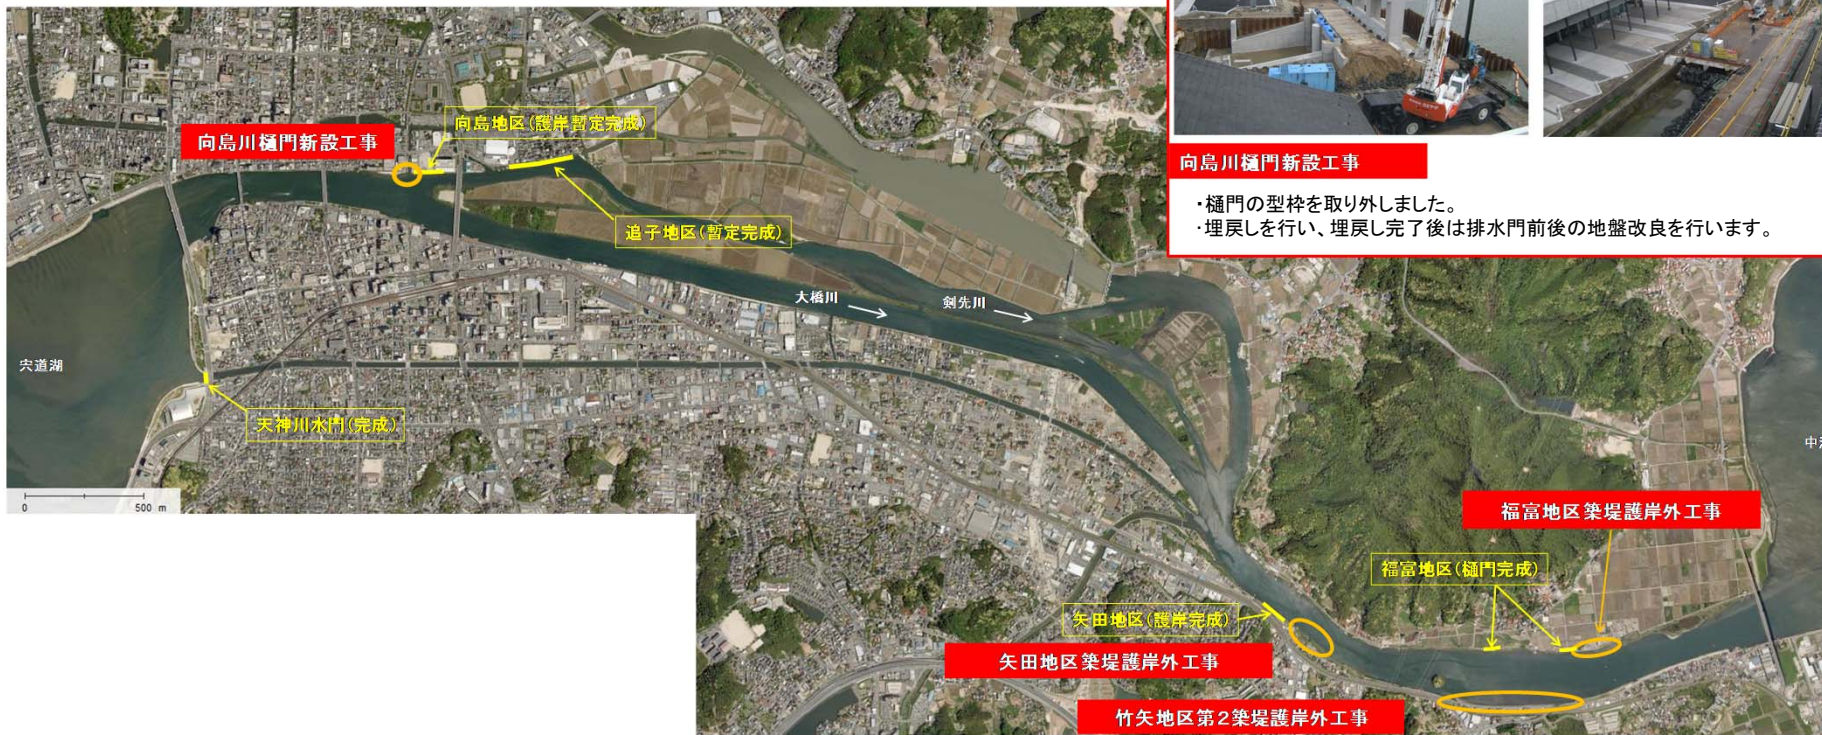 向島川樋門新設工事
・樋門の型枠を取り外しました。
・埋戻しを行い、埋戻し完了後は排水門前後の地盤改良を行います。
向島地区(護岸暫定完成)
向島川樋門新設工事
追子地区(暫定完成)
大橋川
剣先川
宍道湖
天神川水門(完成)
0 500 m
中
福富地区築堤護岸外工事
福富地区(樋門完成)
矢田地区(護岸完成)
矢田地区築堤護岸外工事
竹矢地区第2築堤護岸外工事